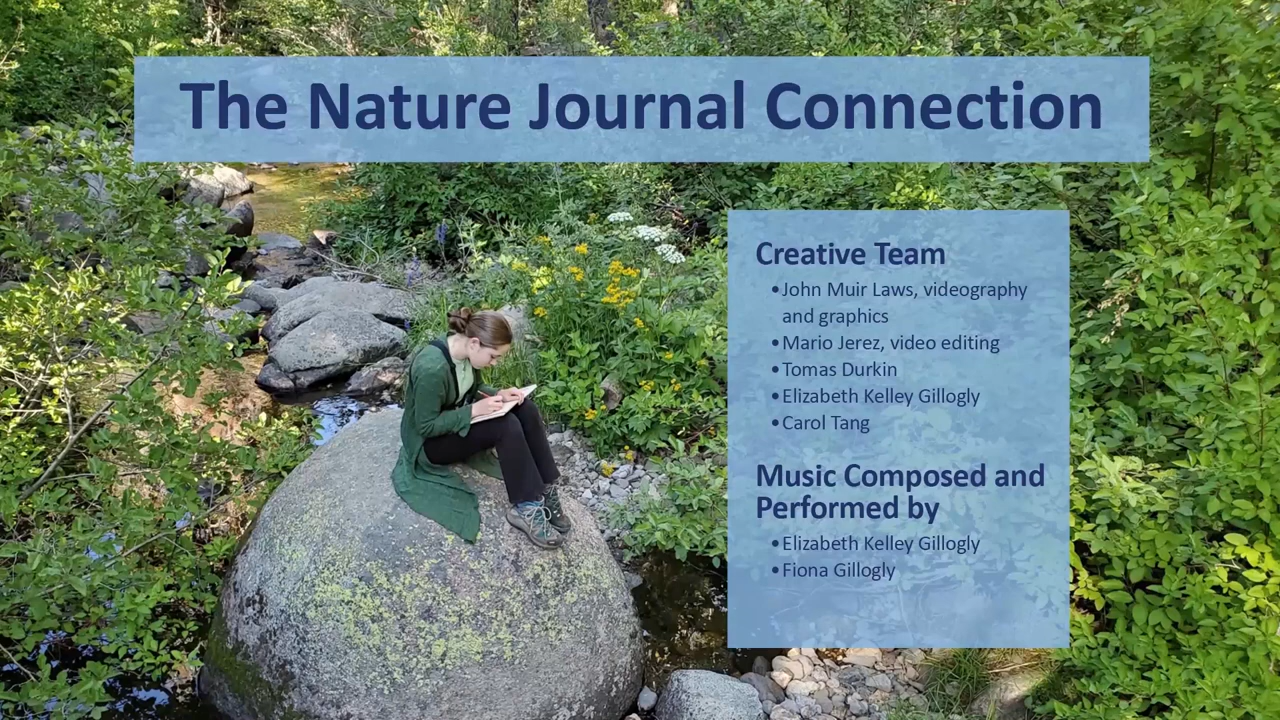 The Nature Journal Connection
Creative Team
•John Muir Laws, videography
and graphics
•Mario Jerez, video editing
•Tomas Durkin
•Elizabeth Kelley Gillogly
•Carol Tang
Music Composed and
Performed by
•Elizabeth Kelley Gillogly
•Fiona Gillogly